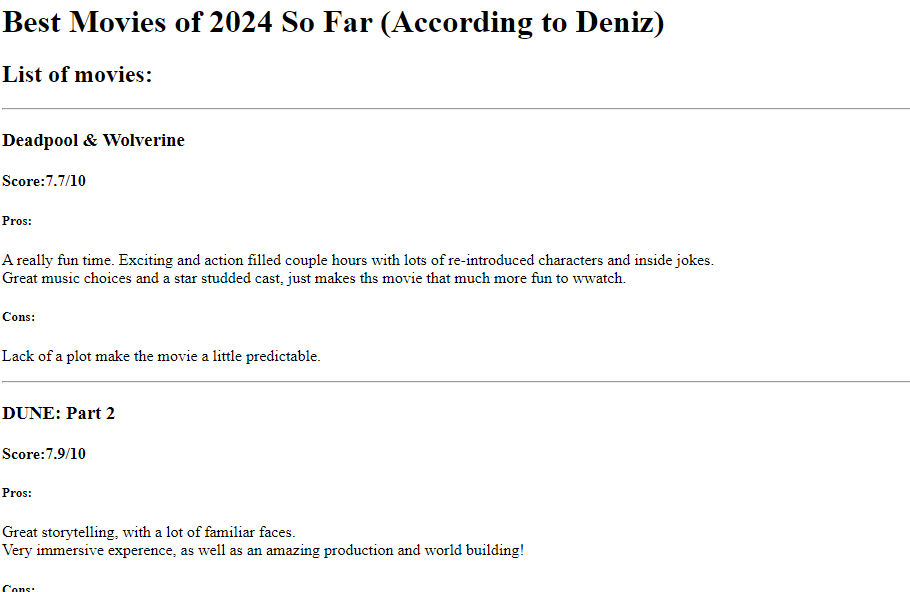 Best Movies of 2024 So Far (According to Deniz)
List of movies:
Deadpool & Wolverine
Score:7.7/10
Pros:
A really fun time. Exciting and action filled couple hours with lots of re-introduced characters and inside jokes.
Great music choices and a star studded cast, just makes ths movie that much more fun to wwatch.
Cons:
Lack of a plot make the movie a little predictable.
DUNE: Part 2
Score:7.9/10
Pros:
Great storytelling, with a lot of familiar faces.
Very immersive experence, as well as an amazing production and world building!
Cons: